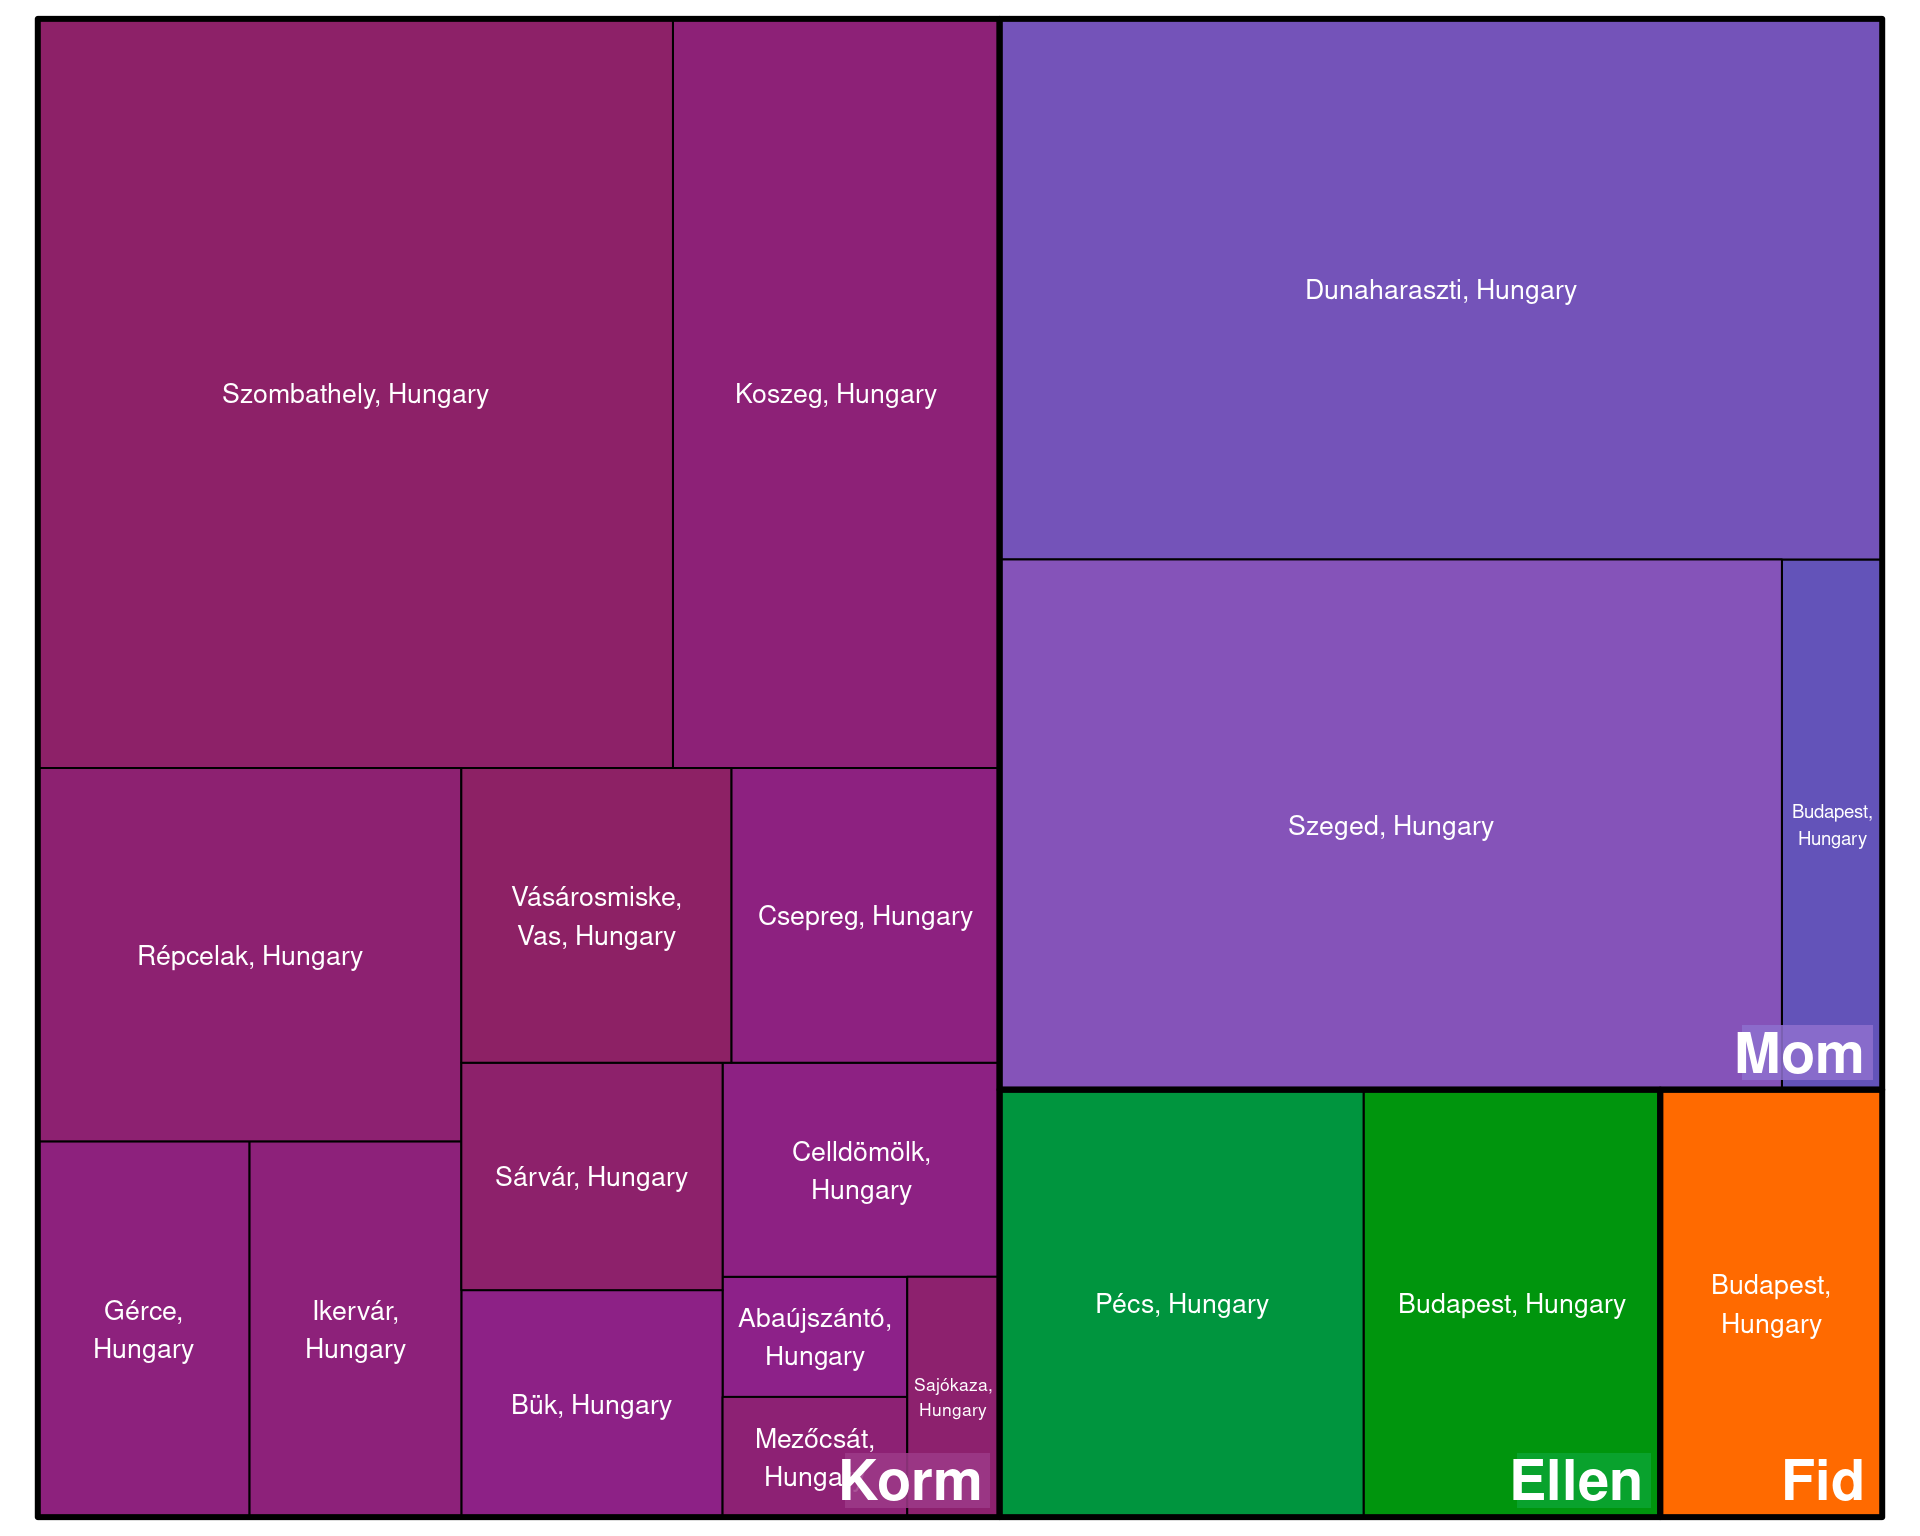 Szombathely, Hungary
Koszeg, Hungary
Dunaharaszti, Hungary
Szeged, Hungary
Budapest,
Hungary
Mom
Répcelak, Hungary
Vásárosmiske,
Vas, Hungary
Csepreg, Hungary
Sárvár, Hungary
Celldömölk,
Hungary
Gérce,
Hungary
Ikervár,
Hungary
Bük, Hungary
Abaújszántó,
Hungary
Sajókaza,
Hungary
Mezőcsát,
Hunga
Korm
Pécs, Hungary
Budapest, Hungary
Ellen
Budapest,
Hungary
Fid